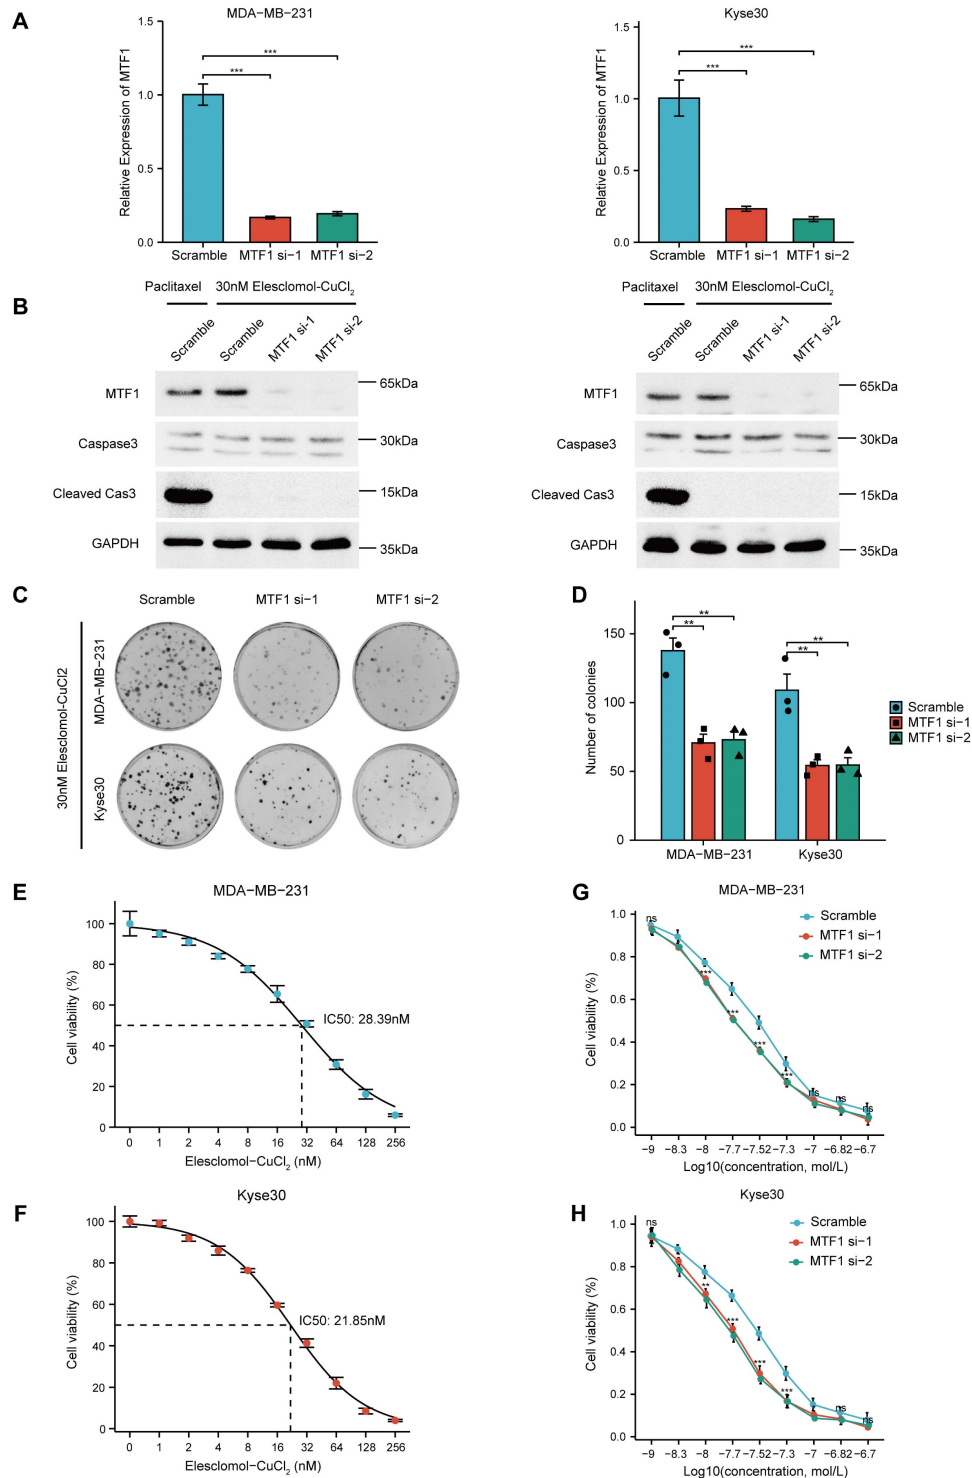 A
MDA−MB−231
Relative Expression of MTF1
1.5
1.0
0.5
0.0
***
***
Scramble MTF1 si−1 MTF1 si−2
Kyse30
Relative Expression of MTF1
1.5
1.0
0.5
0.0
***
***
Scramble MTF1 si−1 MTF1 si−2
B
Paclitaxel 30nM Elesclomol-CuCl2
Scramble Scramble MTF1 si-1 MTF1 si-2
MTF1 65kDa
Caspase3 30kDa
Cleaved Cas3 15kDa
GAPDH 35kDa
Paclitaxel 30nM Elesclomol-CuCl2
Scramble Scramble MTF1 si-1 MTF1 si-2
MTF1 65kDa
Caspase3 30kDa
Cleaved Cas3 15kDa
GAPDH 35kDa
C
Scramble MTF1 si−1 MTF1 si−2
30nM Elesclomol-CuCl2
MDA−MB−231
Kyse30
D
Number of colonies
150
100
50
0
**
**
**
**
MDA−MB−231 Kyse30
Scramble
MTF1 si−1
MTF1 si−2
E
MDA−MB−231
Cell viability (%)
100
80
60
40
20
0
IC50: 28.39nM
0 1 2 4 8 16 32 64 128 256
Elesclomol−CuCl2 (nM)
F
Kyse30
Cell viability (%)
100
80
60
40
20
0
IC50: 21.85nM
0 1 2 4 8 16 32 64 128 256
Elesclomol−CuCl2 (nM)
G
MDA−MB−231
Cell viability (%)
1.0
0.8
0.6
0.4
0.2
0.0
Scramble
MTF1 si−1
MTF1 si−2
ns
***
***
***
***
ns
ns
ns
−9 −8.3 −8 −7.7 −7.52 −7.3 −7 −6.82 −6.7
Log10(concentration, mol/L)
H
Kyse30
Cell viability (%)
1.0
0.8
0.6
0.4
0.2
0.0
Scramble
MTF1 si−1
MTF1 si−2
ns
**
***
***
***
ns
ns
−9 −8.3 −8 −7.7 −7.52 −7.3 −7 −6.82 −6.7
Log10(concentration, mol/L)